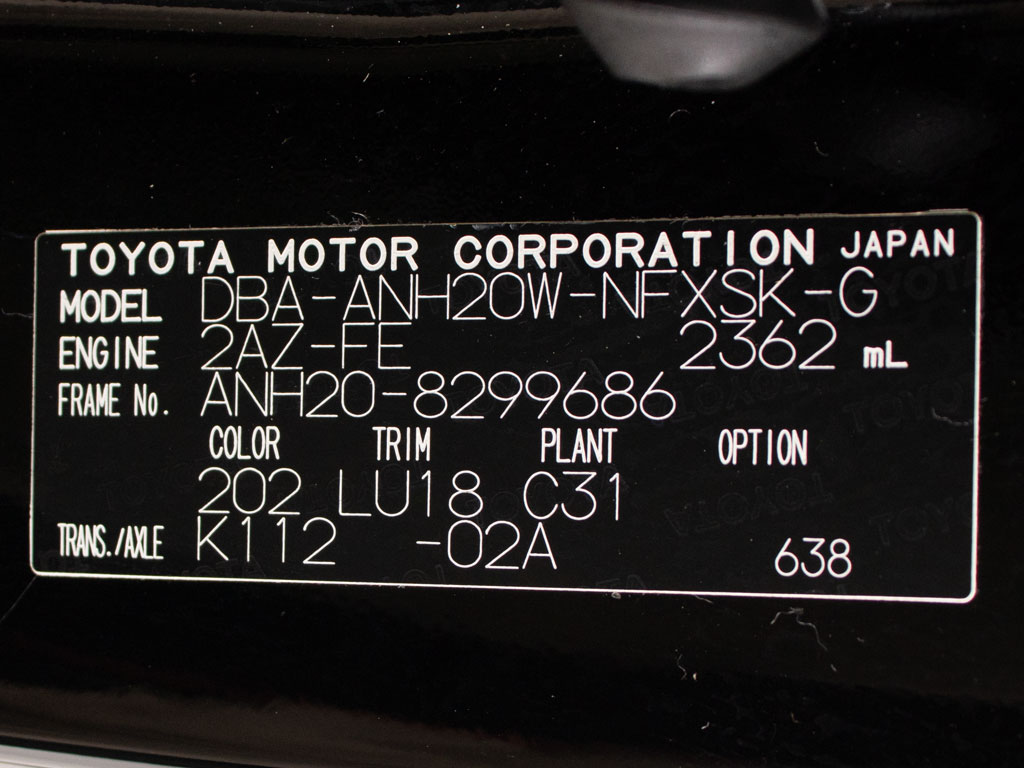 TOYOTA MOTOR CORPORATION JAPAN
MODEL DBA-ANH20W-NFXSK-G
ENGINE 2AZ-FE 2362 mL
FRAME No. ANH20-8299686
COLOR TRIM PLANT OPTION
202 LU18 C31
TRANS./AXLE K112 -02A 638